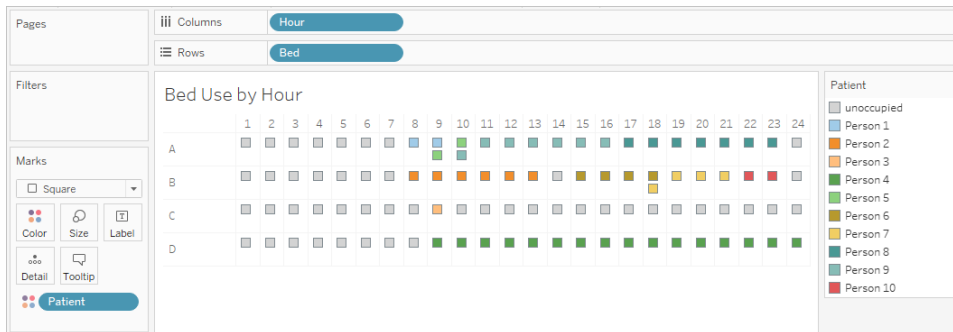 Pages
Columns
Hour
Rows
Bed
Filters
Marks
Square
Color
Size
Label
Detail
Tooltip
Patient
Bed Use by Hour
1 2 3 4 5 6 7 8 9 10 11 12 13 14 15 16 17 18 19 20 21 22 23 24
A
B
C
D
Patient
unoccupied
Person 1
Person 2
Person 3
Person 4
Person 5
Person 6
Person 7
Person 8
Person 9
Person 10